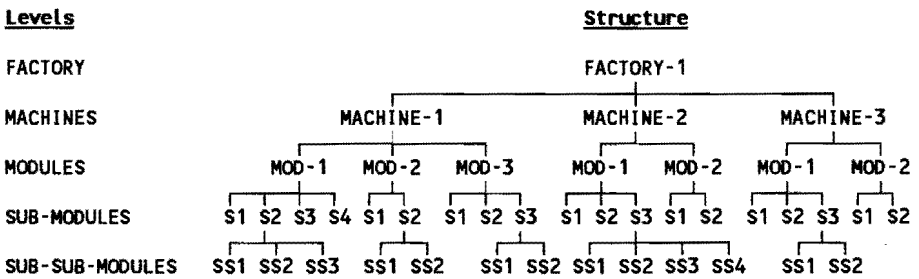 Levels Structure
FACTORY FACTORY-1
MACHINES MACHINE-1 MACHINE-2 MACHINE-3
MODULES MOD-1 MOD-2 MOD-3 MOD-1 MOD-2 MOD-1 MOD-2
SUB-MODULES S1 S2 S3 S4 S1 S2 S1 S2 S3 S1 S2 S3 S1 S2 S1 S2 S3 S1 S2
SUB-SUB-MODULES SS1 SS2 SS3 SS1 SS2 SS1 SS2 SS1 SS2 SS3 SS4 SS1 SS2